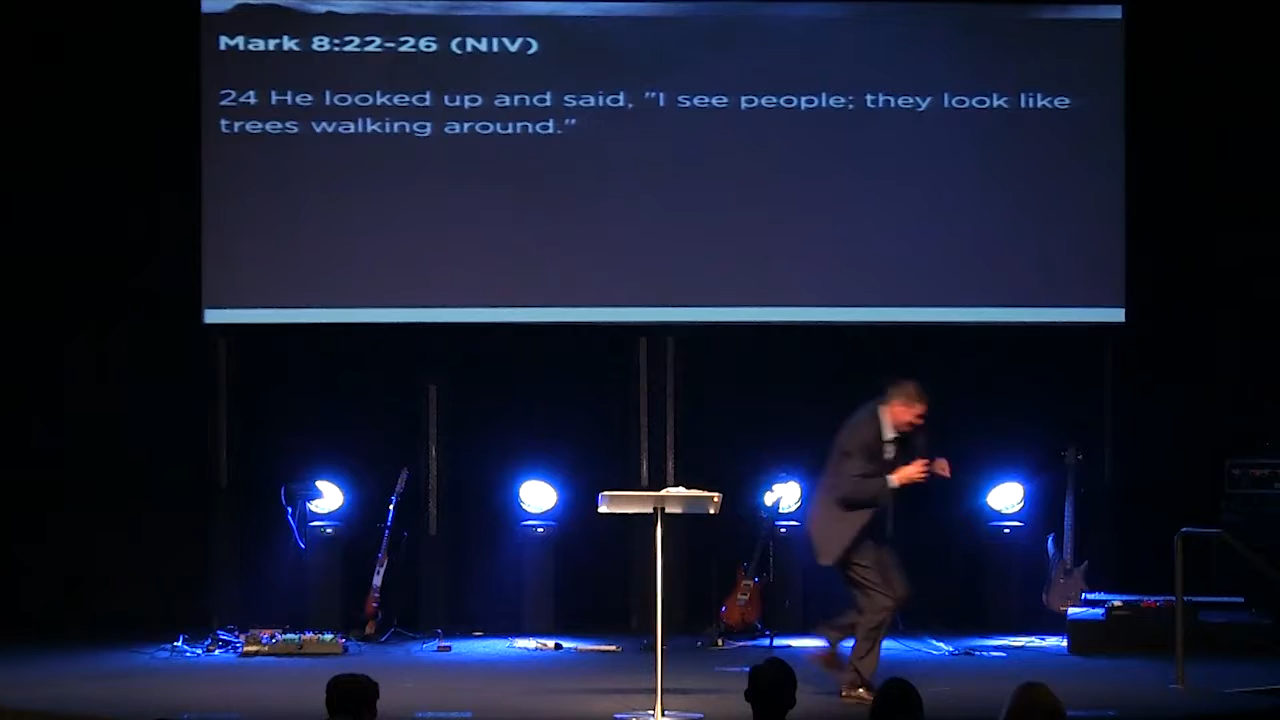 Mark 8:22-26 (NIV)
24 He looked up and said, "I see people; they look like
trees walking around."